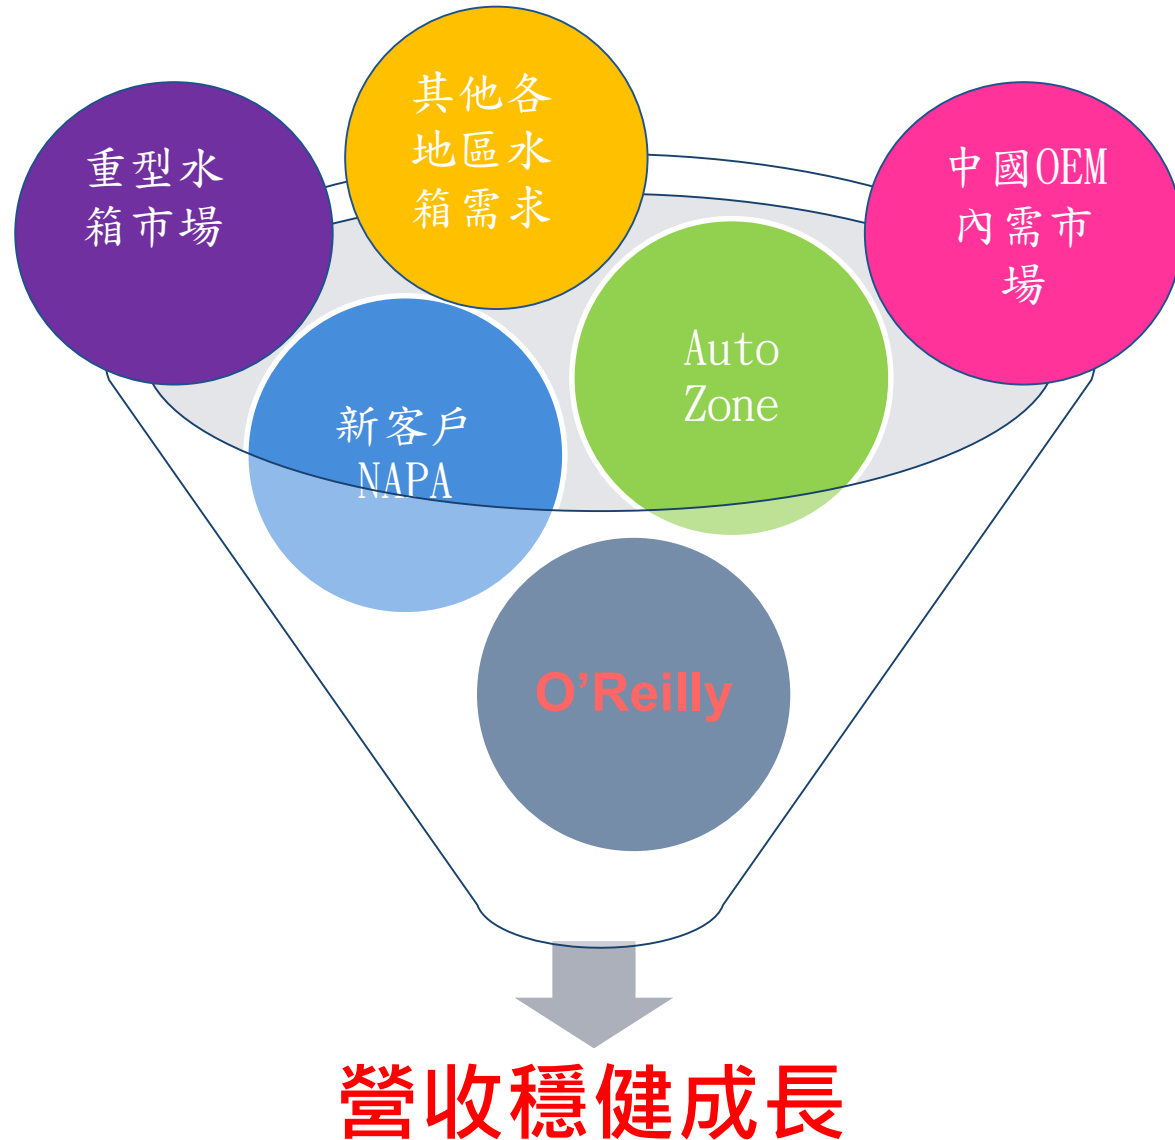 其他各
地區水
箱需求
重型水
箱市場
中國OEM
內需市
場
Auto
Zone
新客戶
NAPA
O’Reilly
營收穩健成長